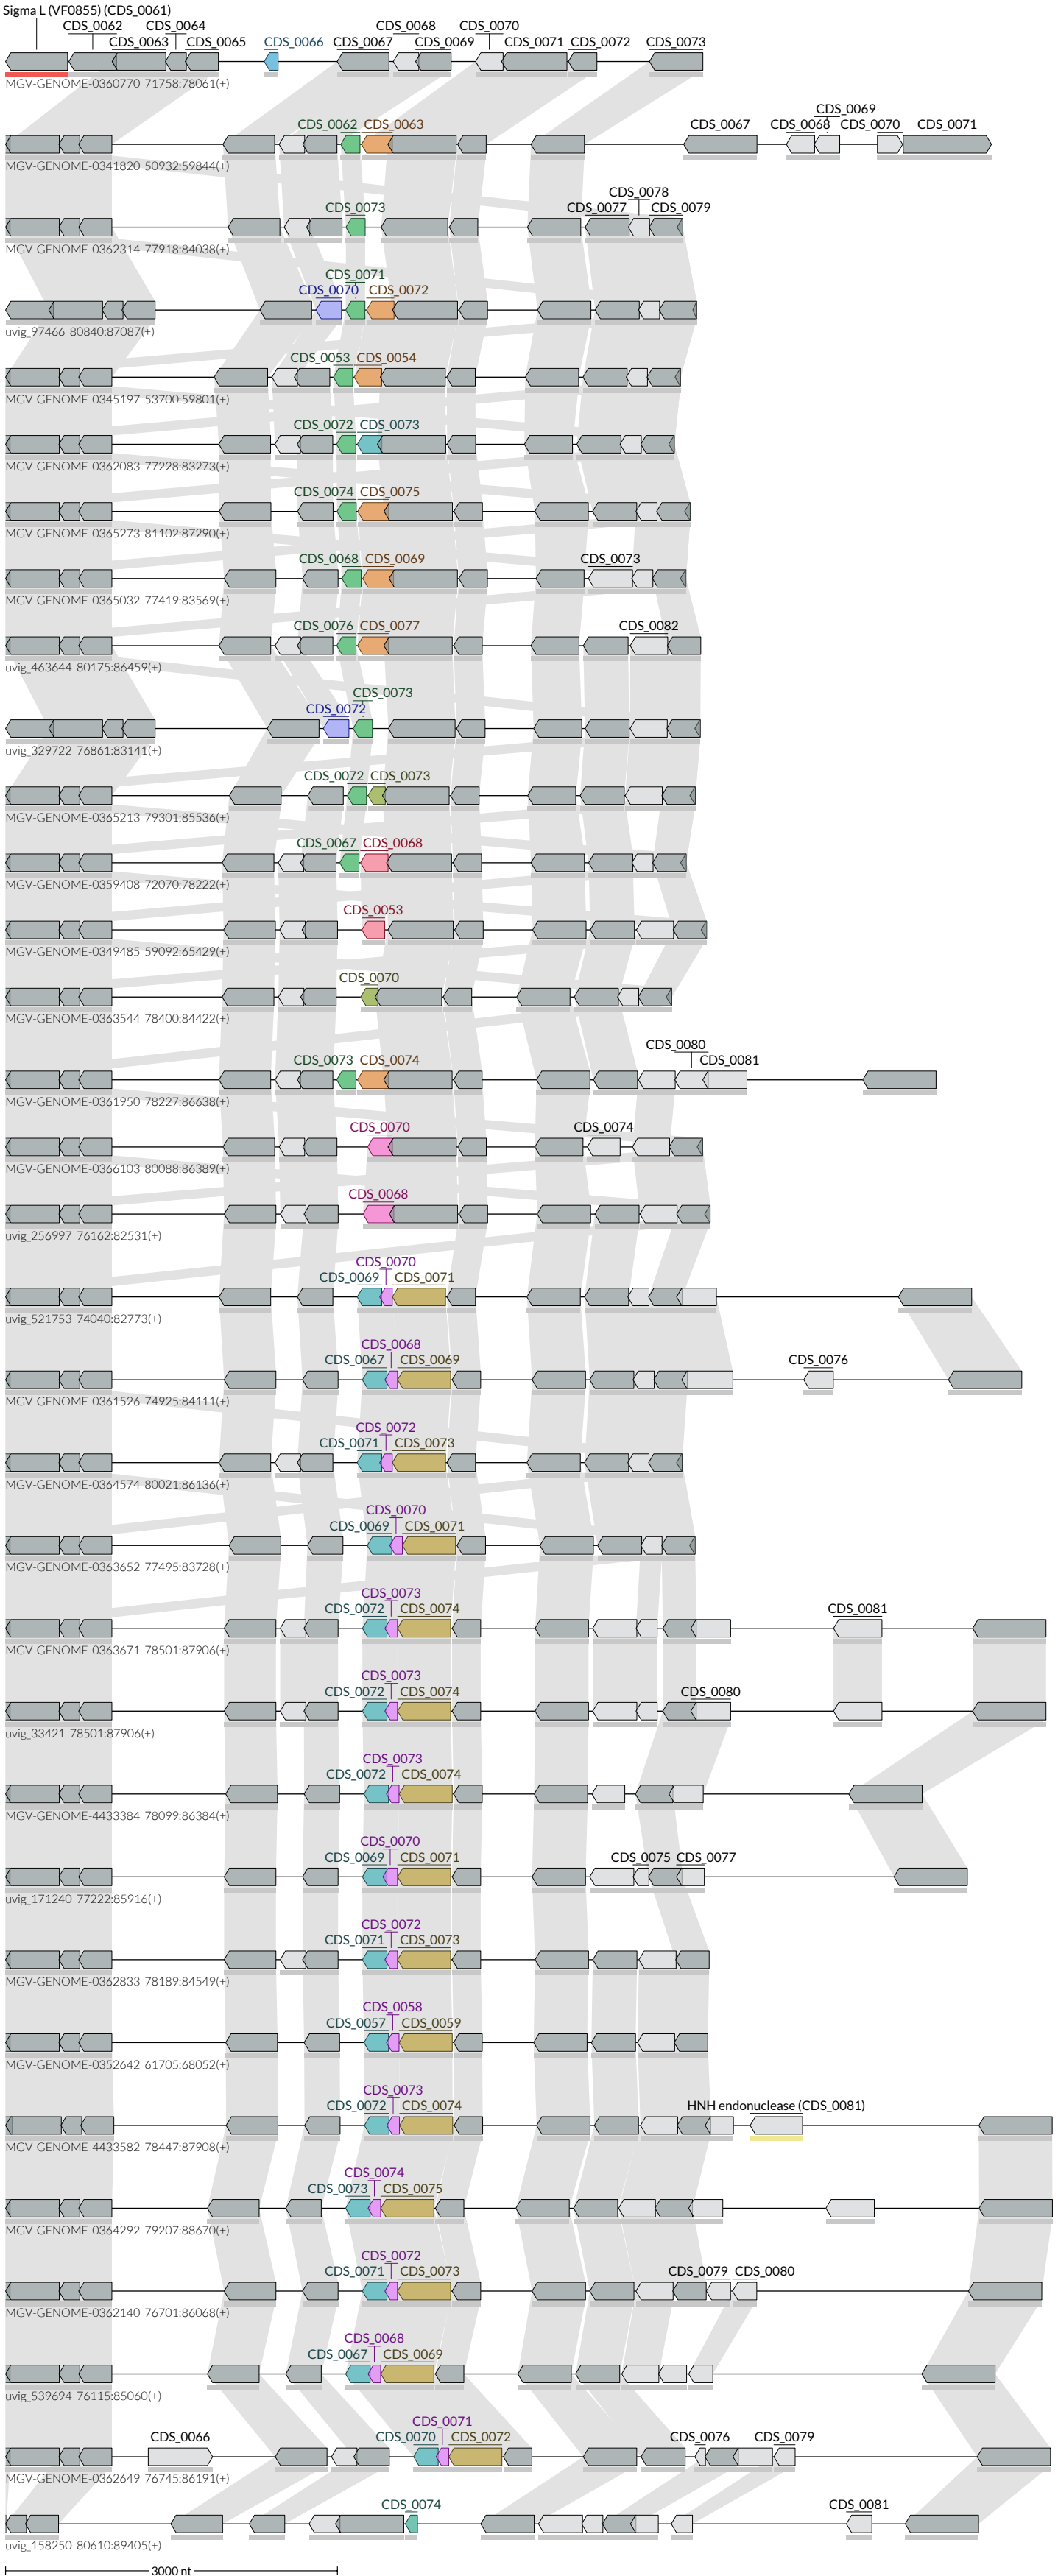 Sigma L (VF0855) (CDS_0061)
CDS_0062 CDS_0064 CDS_0068 CDS_0070
CDS_0063 CDS_0065 CDS_0066 CDS_0067 CDS_0069 CDS_0071 CDS_0072 CDS_0073
MGV-GENOME-0360770 71758:78061(+)
CDS_0069
CDS_0062 CDS_0063 CDS_0067 CDS_0068 CDS_0070 CDS_0071
MGV-GENOME-0341820 50932:59844(+)
CDS_0078
CDS_0073 CDS_0077 CDS_0079
MGV-GENOME-0362314 77918:84038(+)
CDS_0071
CDS_0070 CDS_0072
uvig_97466 80840:87087(+)
CDS_0053 CDS_0054
MGV-GENOME-0345197 53700:59801(+)
CDS_0072 CDS_0073
MGV-GENOME-0362083 77228:83273(+)
CDS_0074 CDS_0075
MGV-GENOME-0365273 81102:87290(+)
CDS_0068 CDS_0069 CDS_0073
MGV-GENOME-0365032 77419:83569(+)
CDS_0076 CDS_0077 CDS_0082
uvig_463644 80175:86459(+)
CDS_0073
CDS_0072
uvig_329722 76861:83141(+)
CDS_0072 CDS_0073
MGV-GENOME-0365213 79301:85536(+)
CDS_0067 CDS_0068
MGV-GENOME-0359408 72070:78222(+)
CDS_0053
MGV-GENOME-0349485 59092:65429(+)
CDS_0070
MGV-GENOME-0363544 78400:84422(+)
CDS_0080
CDS_0073 CDS_0074 CDS_0081
MGV-GENOME-0361950 78227:86638(+)
CDS_0070 CDS_0074
MGV-GENOME-0366103 80088:86389(+)
CDS_0068
uvig_256997 76162:82531(+)
CDS_0070
CDS_0069 CDS_0071
uvig_521753 74040:82773(+)
CDS_0068
CDS_0067 CDS_0069 CDS_0076
MGV-GENOME-0361526 74925:84111(+)
CDS_0072
CDS_0071 CDS_0073
MGV-GENOME-0364574 80021:86136(+)
CDS_0070
CDS_0069 CDS_0071
MGV-GENOME-0363652 77495:83728(+)
CDS_0073
CDS_0072 CDS_0074 CDS_0081
MGV-GENOME-0363671 78501:87906(+)
CDS_0073
CDS_0072 CDS_0074 CDS_0080
uvig_33421 78501:87906(+)
CDS_0073
CDS_0072 CDS_0074
MGV-GENOME-4433384 78099:86384(+)
CDS_0070
CDS_0069 CDS_0071 CDS_0075 CDS_0077
uvig_171240 77222:85916(+)
CDS_0072
CDS_0071 CDS_0073
MGV-GENOME-0362833 78189:84549(+)
CDS_0058
CDS_0057 CDS_0059
MGV-GENOME-0352642 61705:68052(+)
CDS_0073
CDS_0072 CDS_0074 HNH endonuclease (CDS_0081)
MGV-GENOME-4433582 78447:87908(+)
CDS_0074
CDS_0073 CDS_0075
MGV-GENOME-0364292 79207:88670(+)
CDS_0072
CDS_0071 CDS_0073 CDS_0079 CDS_0080
MGV-GENOME-0362140 76701:86068(+)
CDS_0068
CDS_0067 CDS_0069
uvig_539694 76115:85060(+)
CDS_0071
CDS_0066 CDS_0070 CDS_0072 CDS_0076 CDS_0079
MGV-GENOME-0362649 76745:86191(+)
CDS_0074 CDS_0081
uvig_158250 80610:89405(+)
3000 nt